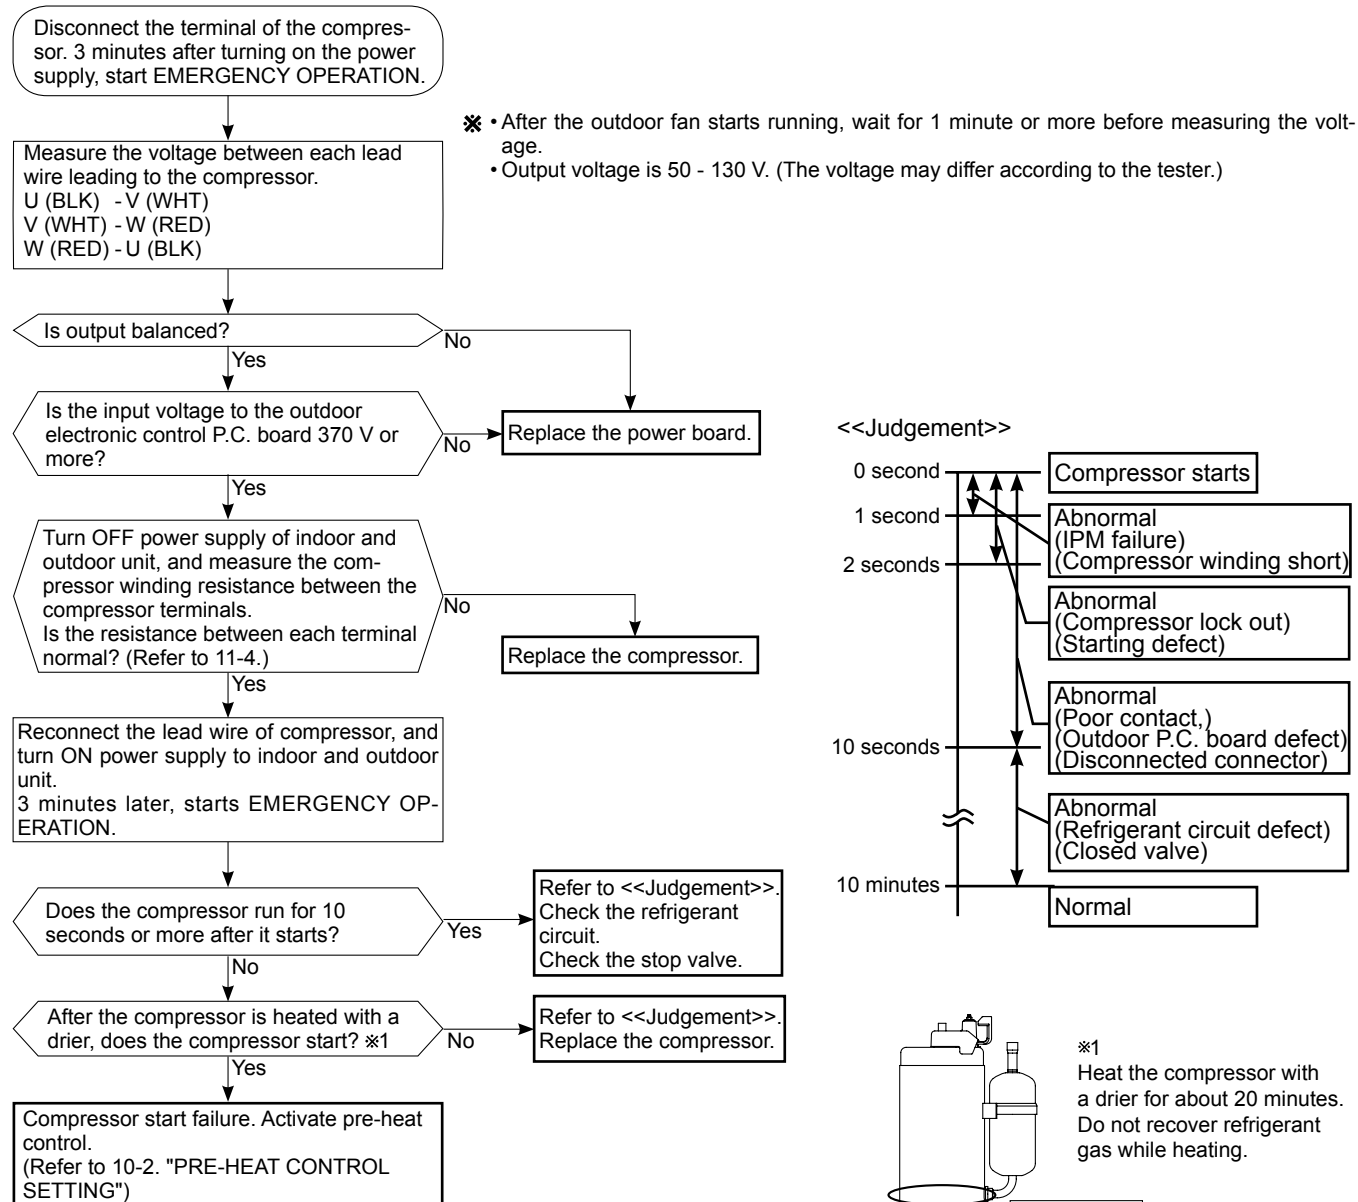 Disconnect the terminal of the compres-
sor. 3 minutes after turning on the power
supply, start EMERGENCY OPERATION.
※ • After the outdoor fan starts running, wait for 1 minute or more before measuring the volt-
age.
• Output voltage is 50 - 130 V. (The voltage may differ according to the tester.)
Measure the voltage between each lead
wire leading to the compressor.
U (BLK) - V (WHT)
V (WHT) - W (RED)
W (RED) - U (BLK)
Is output balanced?
No
Yes
Is the input voltage to the outdoor
electronic control P.C. board 370 V or
more?
No
Replace the power board.
Yes
Turn OFF power supply of indoor and
outdoor unit, and measure the com-
pressor winding resistance between the
compressor terminals.
Is the resistance between each terminal
normal? (Refer to 11-4.)
No
Replace the compressor.
Yes
Reconnect the lead wire of compressor, and
turn ON power supply to indoor and outdoor
unit.
3 minutes later, starts EMERGENCY OP-
ERATION.
Does the compressor run for 10
seconds or more after it starts?
Yes
Refer to <<Judgement>>.
Check the refrigerant
circuit.
Check the stop valve.
No
After the compressor is heated with a
drier, does the compressor start? ※1
No
Refer to <<Judgement>>.
Replace the compressor.
Yes
Compressor start failure. Activate pre-heat
control.
(Refer to 10-2. "PRE-HEAT CONTROL
SETTING")
<<Judgement>>
0 second
Compressor starts
1 second
Abnormal
(IPM failure)
(Compressor winding short)
2 seconds
Abnormal
(Compressor lock out)
(Starting defect)
Abnormal
(Poor contact,)
(Outdoor P.C. board defect)
(Disconnected connector)
10 seconds
Abnormal
(Refrigerant circuit defect)
(Closed valve)
10 minutes
Normal
※1
Heat the compressor with
a drier for about 20 minutes.
Do not recover refrigerant
gas while heating.